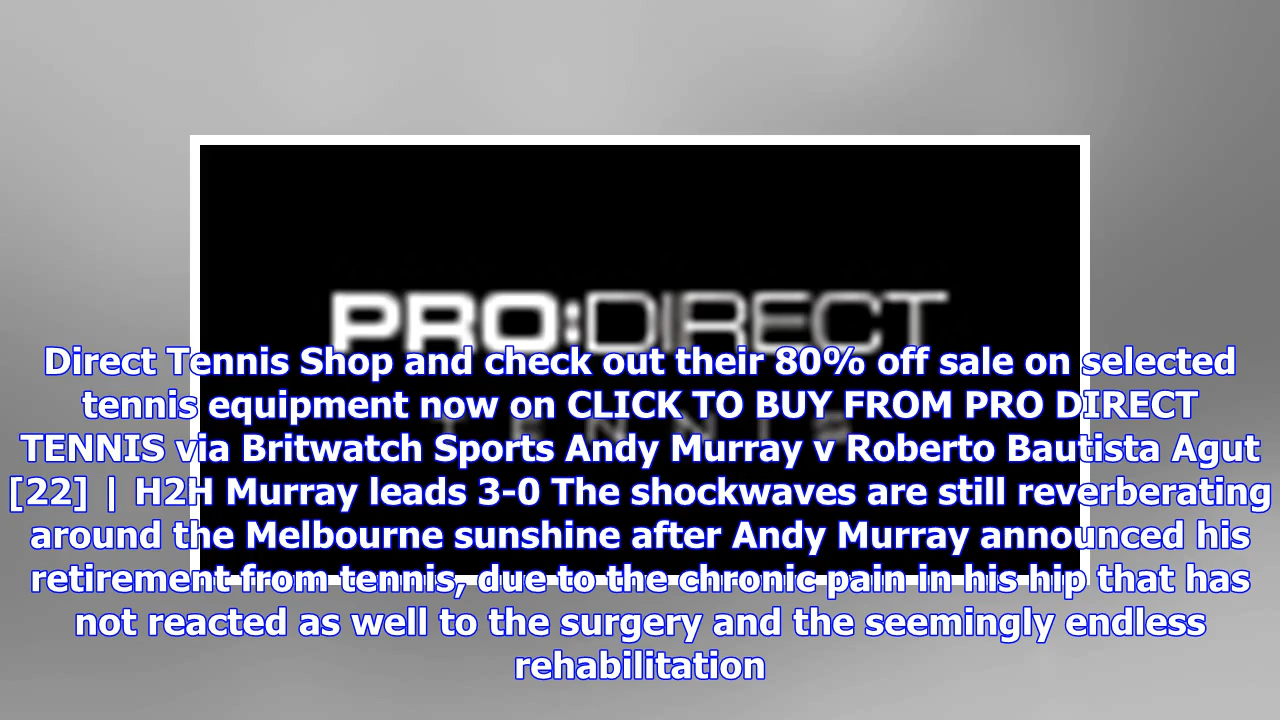 PRO:DIRECT
Direct Tennis Shop and check out their 80% off sale on selected
tennis equipment now on CLICK TO BUY FROM PRO DIRECT
TENNIS
TENNIS via Britwatch Sports Andy Murray v Roberto Bautista Agut
[22] | H2H Murray leads 3-0 The shockwaves are still reverberating
around the Melbourne sunshine after Andy Murray announced his
retirement from tennis, due to the chronic pain in his hip that has
not reacted as well to the surgery and the seemingly endless
rehabilitation